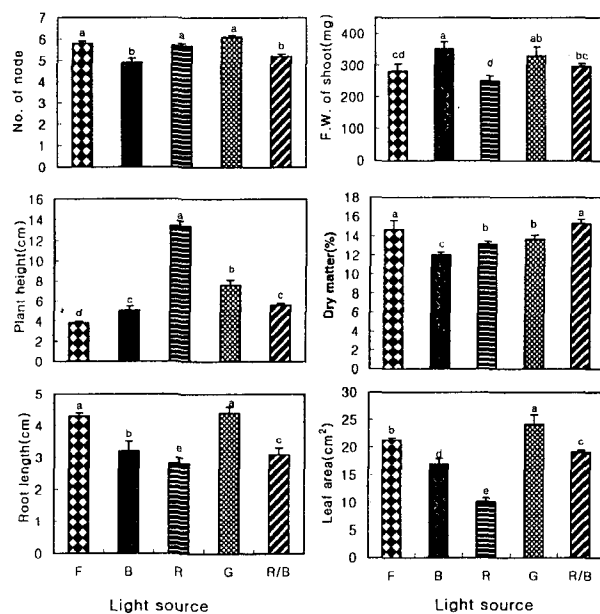 No. of node
7
6
5
4
3
2
1
0
a
b
a
a
b
F.W. of shoot(mg)
500
400
300
200
100
0
cd
a
d
ab
bc
Plant height(cm)
16
14
12
10
8
6
4
2
0
d
c
a
b
c
Dry matter(%)
18
16
14
12
10
8
6
4
2
0
a
c
b
b
a
Root length(cm)
5
4
3
2
1
0
a
b
e
a
c
F
B
R
G
R/B
Light source
Leaf area(cm²)
30
25
20
15
10
5
0
b
d
e
a
c
F
B
R
G
R/B
Light source